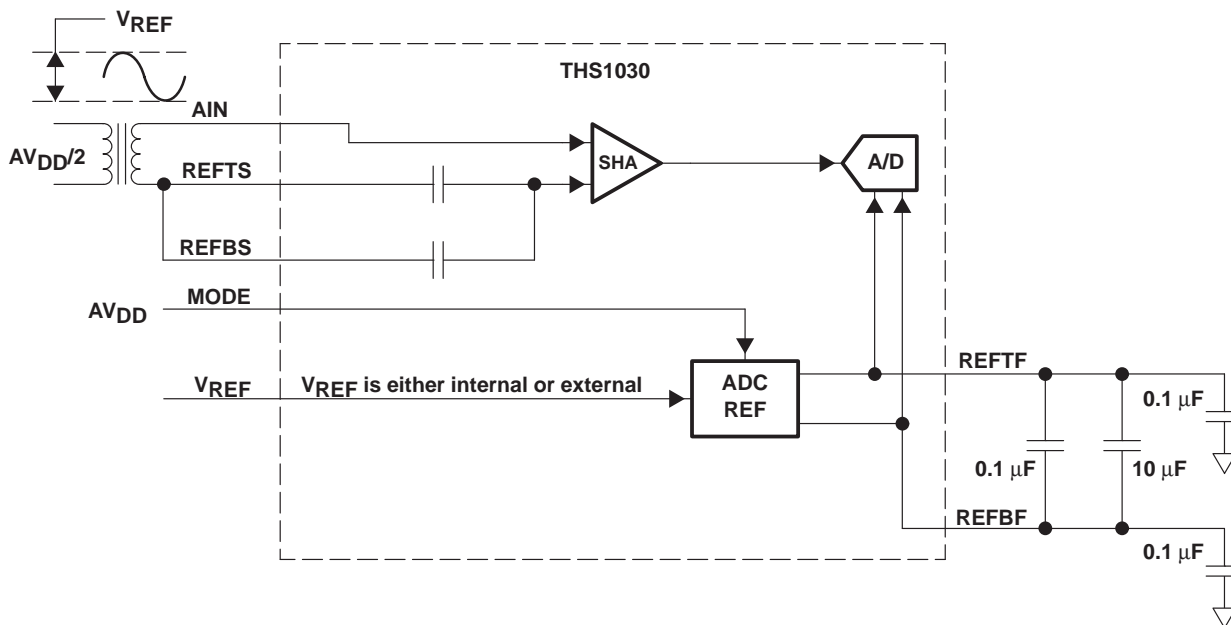 VREF
THS1030
AIN
AVDD/2
SHA
A/D
REFTS
REFBS
MODE
AVDD
REFTF
VREF
VREF is either internal or external
ADC
REF
0.1 μF
0.1 μF
10 μF
REFBF
0.1 μF